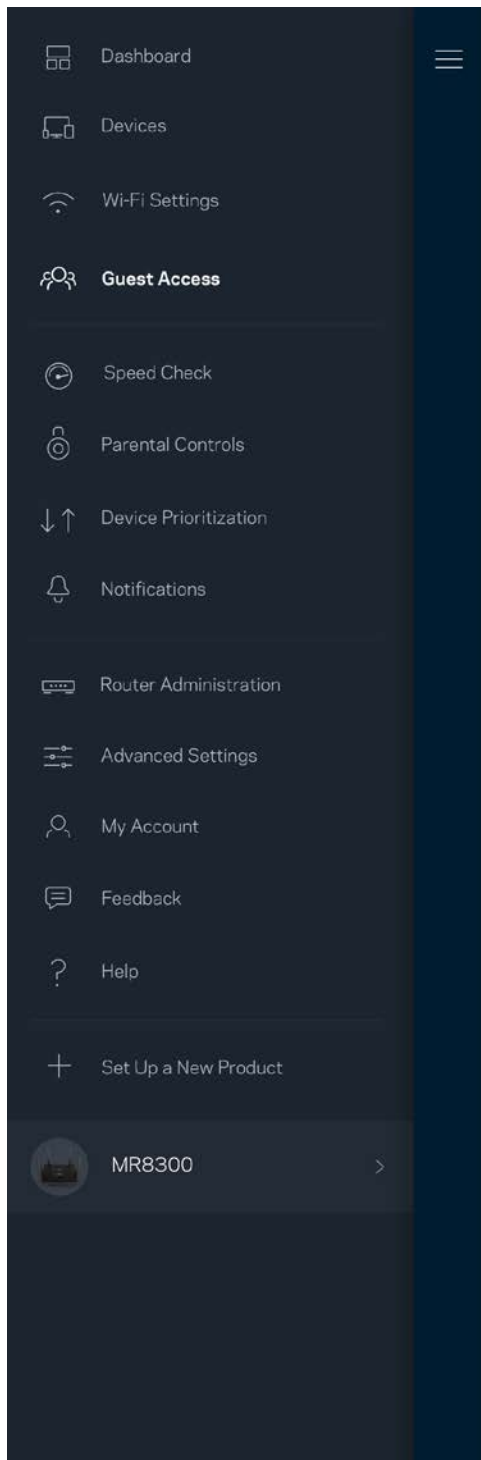 Dashboard
Devices
Wi-Fi Settings
Guest Access
Speed Check
Parental Controls
Device Prioritization
Notifications
Router Administration
Advanced Settings
My Account
Feedback
Help
Set Up a New Product
MR8300